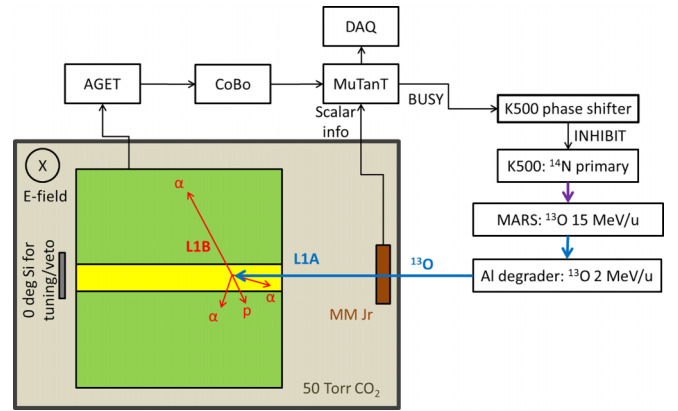 DAQ
AGET
CoBo
MuTanT
BUSY
Scalar
info
K500 phase shifter
INHIBIT
K500: ¹⁴N primary
MARS: ¹³O 15 MeV/u
Al degrader: ¹³O 2 MeV/u
X
E-field
0 deg Si for
tuning/veto
α
L1B
L1A
¹³O
α
p
α
MM Jr
50 Torr CO₂